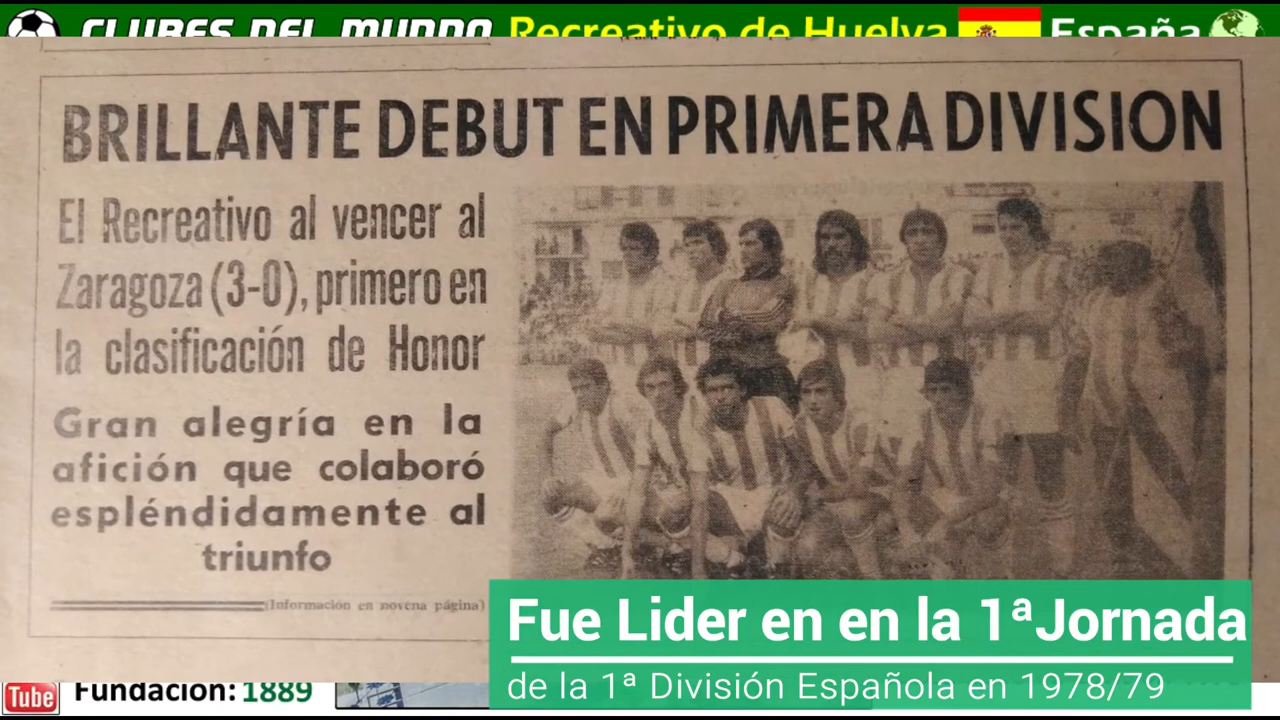 CLUBES DEL MUNDO Recreativo de Huelva España
BRILLANTE DEBUT EN PRIMERA DIVISION
El Recreativo al vencer al
Zaragoza (3-0), primero en
la clasificación de Honor
Gran alegría en la
afición que colaboró
espléndidamente al
triunfo
(Información en novena página)
Fue Lider en en la 1ª Jornada
de la 1ª División Española en 1978/79
Tube
Fundación: 1889